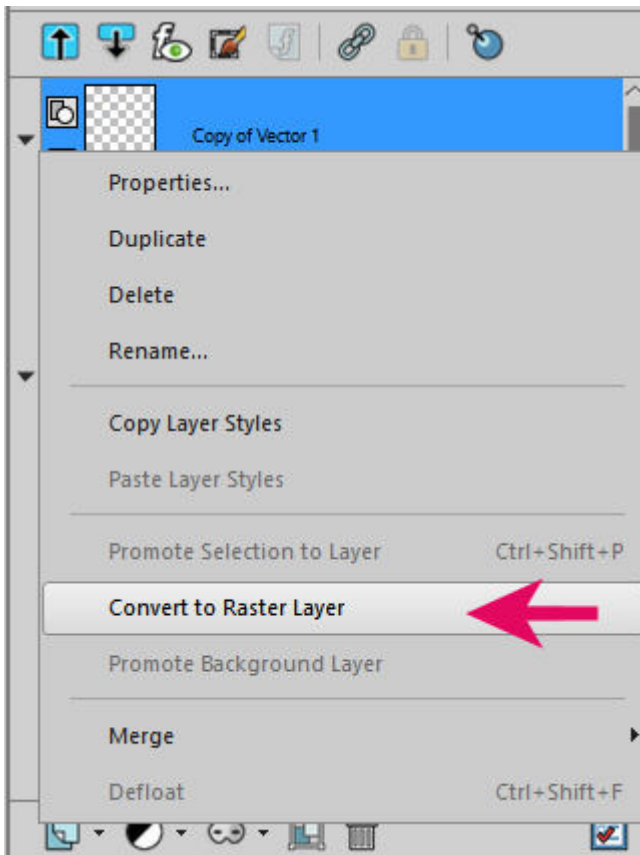 Copy of Vector 1
Properties...
Duplicate
Delete
Rename...
Copy Layer Styles
Paste Layer Styles
Promote Selection to Layer Ctrl+Shift+P
Convert to Raster Layer
Promote Background Layer
Merge
Defloat Ctrl+Shift+F